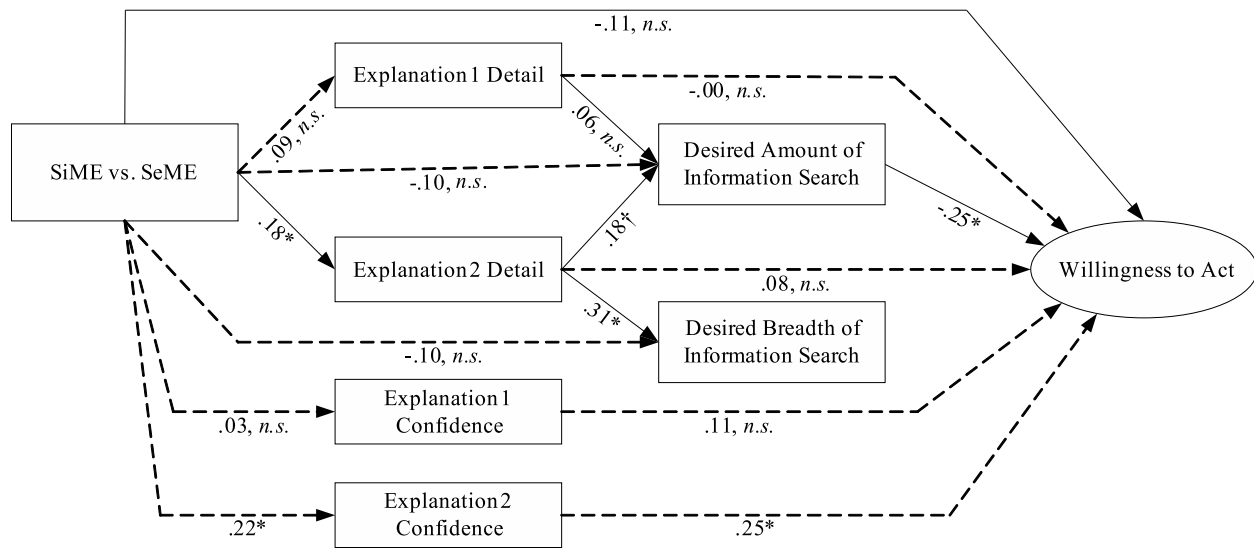 -.11, n.s.
Explanation 1 Detail
-.00, n.s.
.09, n.s.
.06, n.s.
SiME vs. SeME
Desired Amount of
Information Search
-.10, n.s.
-.25*
.18*
.18†
Explanation 2 Detail
.08, n.s.
Willingness to Act
.31*
Desired Breadth of
Information Search
-.10, n.s.
Explanation 1
Confidence
.03, n.s.
.11, n.s.
Explanation 2
Confidence
.22*
.25*